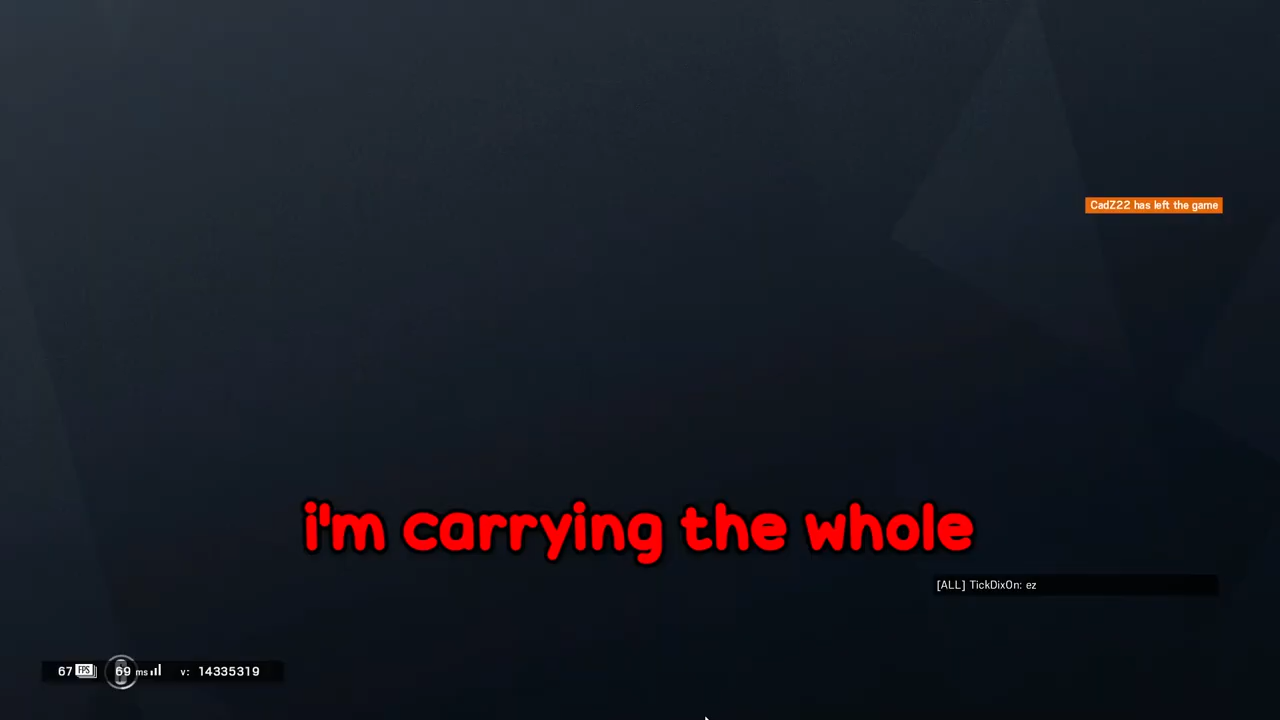 CadZ22 has left the game
i'm carrying the whole
[ALL] TickDixOn: ez
67 FPS 69 ms v: 14335319